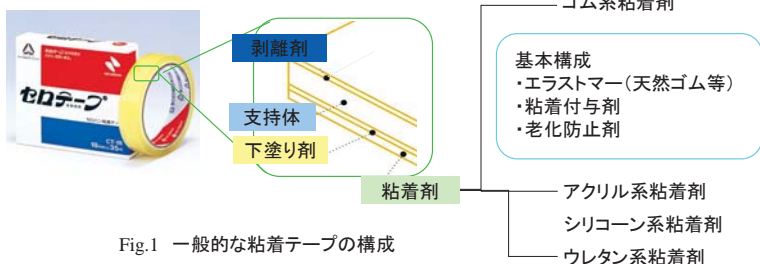 ゴム系粘着剤
剥離剤
基本構成
・エラストマー(天然ゴム等)
・粘着付与剤
・老化防止剤
セロテープ
支持体
下塗り剤
粘着剤
アクリル系粘着剤
シリコーン系粘着剤
ウレタン系粘着剤
Fig.1 一般的な粘着テープの構成